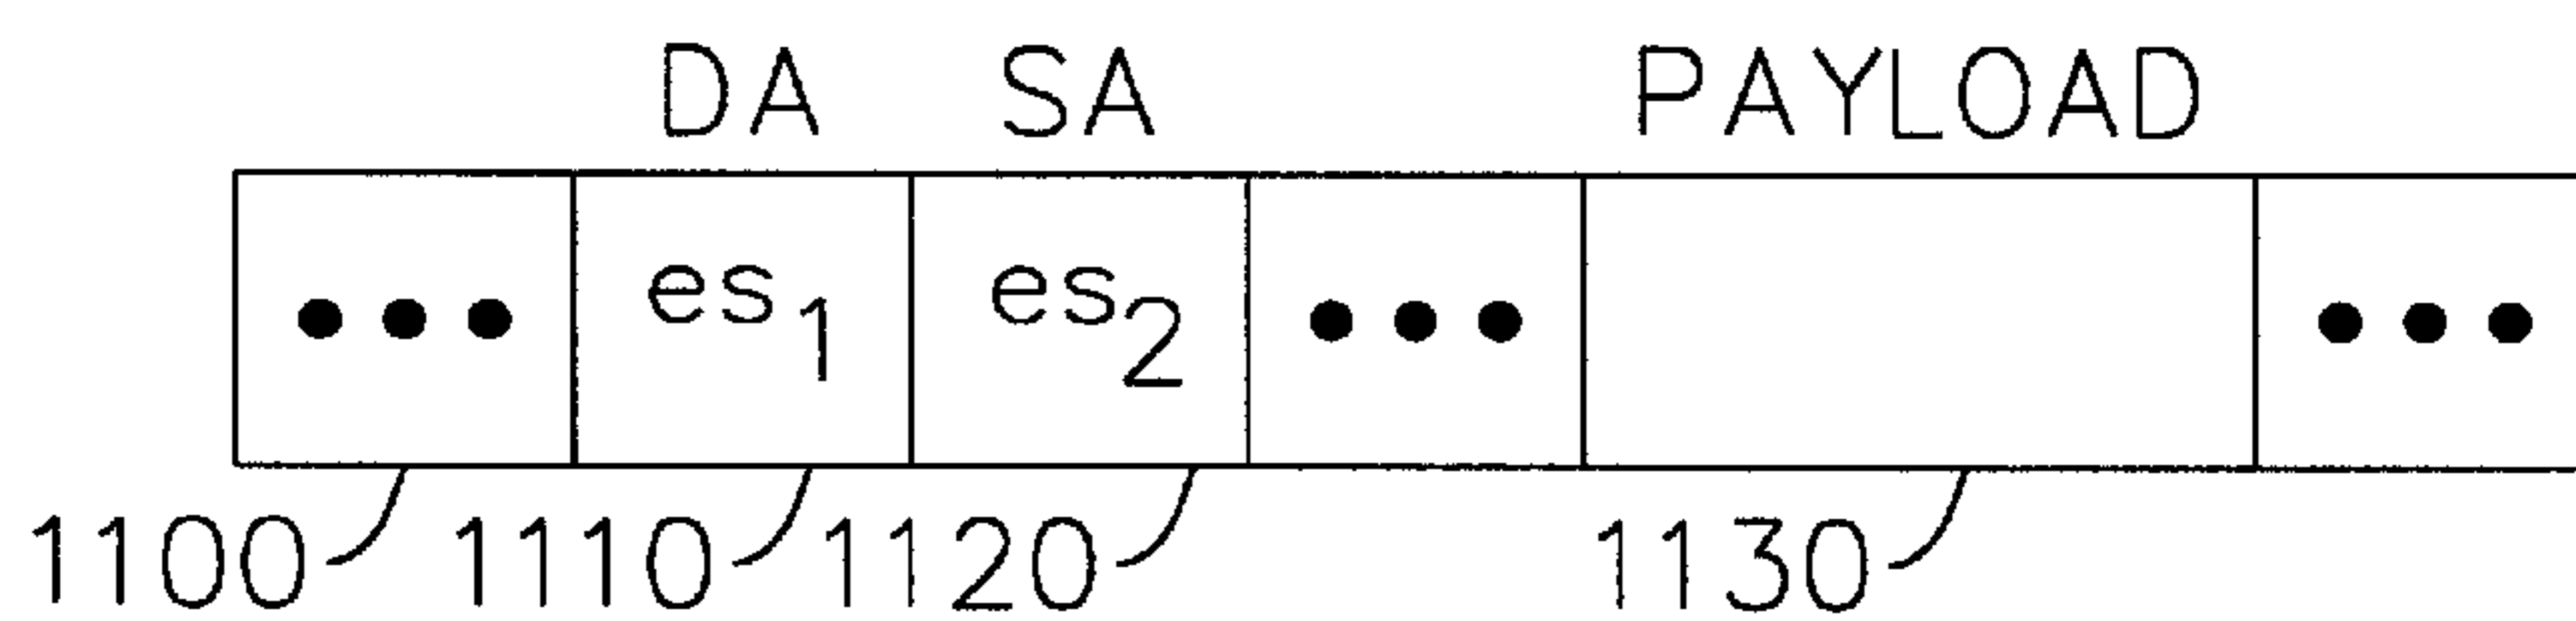 DA SA PAYLOAD
••• es₁ es₂ ••• •••
1100 1110 1120 1130